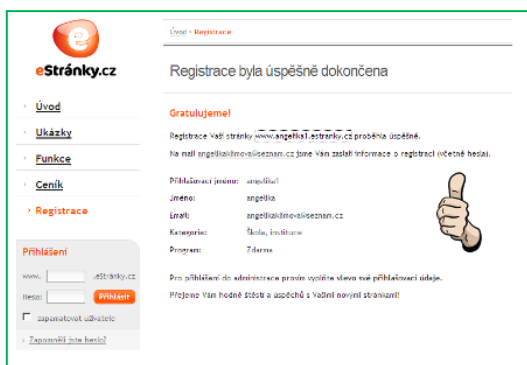 e
eStránky.cz
Úvod
Ukázky
Funkce
Ceník
Registrace
Přihlášení
www. .eStránky.cz
Heslo: Přihlásit
zapamatovat uživatele
Zapomněli jste heslo?
Úvod » Registrace
Registrace byla úspěšně dokončena
Gratulujeme!
Registrace Vaší stránky www.angelika1.estranky.cz proběhla úspěšně.
Na mail angelikaklimova@seznam.cz jsme Vám zaslali informace o registraci (včetně hesla).
Přihlašovací jméno: angelika1
Jméno: angelika
Email: angelikaklimova@seznam.cz
Kategorie: Škola, instituce
Program: Zdarma
Pro přihlášení do administrace prosím vyplňte vlevo své přihlašovací údaje.
Přejeme Vám hodně štěstí a úspěchů s Vašimi novými stránkami!